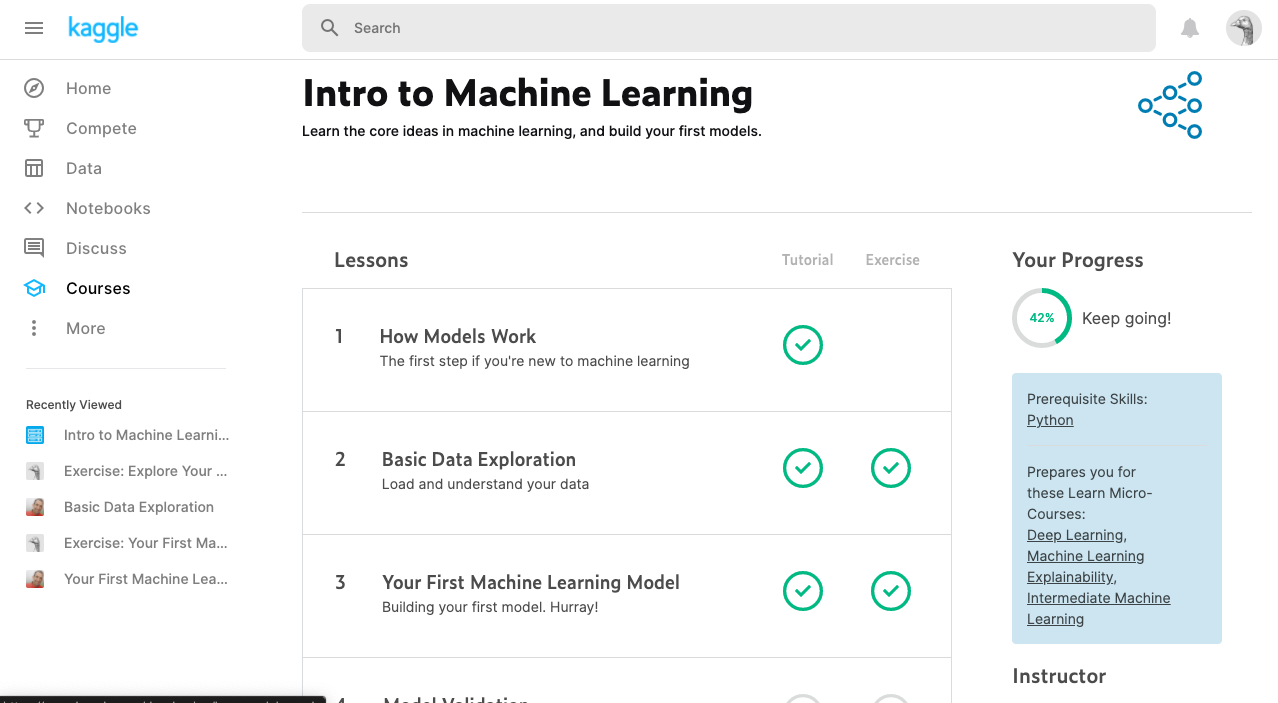 kaggle
Search
Home
Compete
Data
Notebooks
Discuss
Courses
More
Recently Viewed
Intro to Machine Learni...
Exercise: Explore Your ...
Basic Data Exploration
Exercise: Your First Ma...
Your First Machine Lea...
Intro to Machine Learning
Learn the core ideas in machine learning, and build your first models.
Lessons Tutorial Exercise
1 How Models Work
The first step if you're new to machine learning
2 Basic Data Exploration
Load and understand your data
3 Your First Machine Learning Model
Building your first model. Hurray!
4 Model Validation
Your Progress
42% Keep going!
Prerequisite Skills:
Python
Prepares you for
these Learn Micro-
Courses:
Deep Learning,
Machine Learning
Explainability,
Intermediate Machine
Learning
Instructor